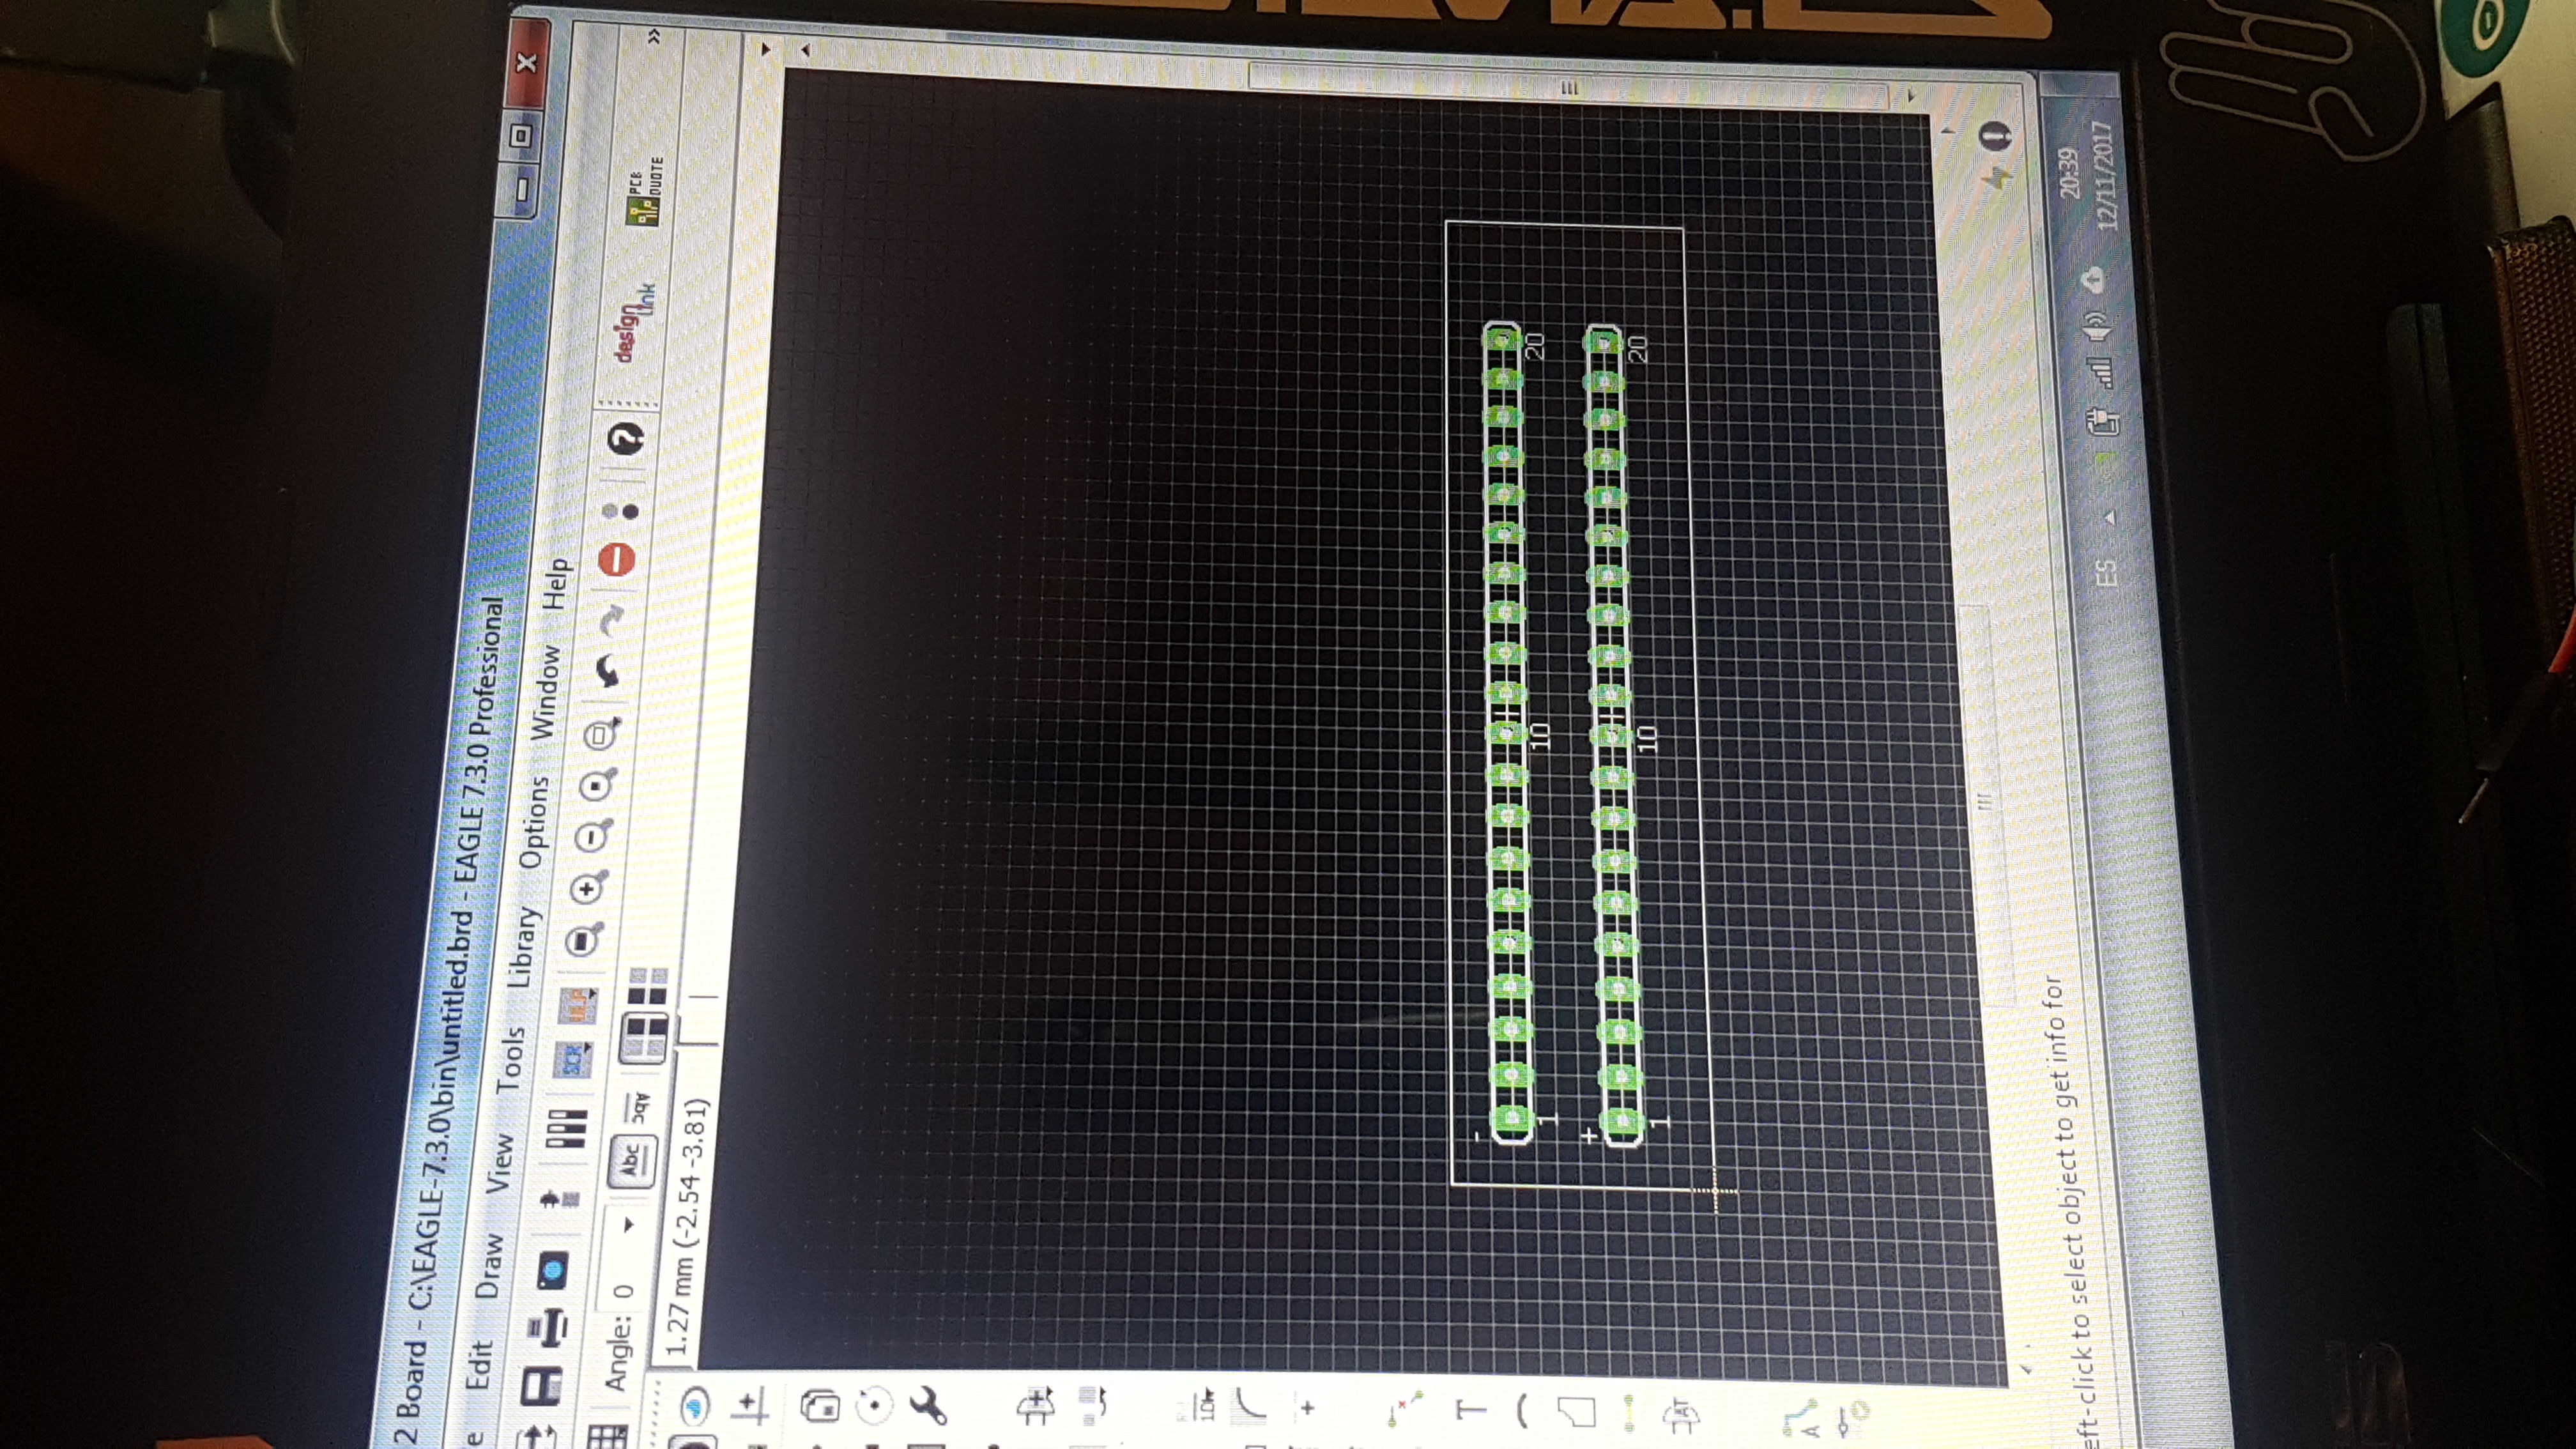 2 Board - C:\EAGLE-7.3.0\bin\untitled.brd - EAGLE 7.3.0 Professional
e Edit Draw View Tools Library Options Window Help
SCR ULP ? design link PCB QUOTE
Angle: 0 Abc Abc
1.27 mm (-2.54 -3.81)
-
1 10 20
+
1 10 20
T
A
eft-click to select object to get info for
ES
20:39
12/11/2017